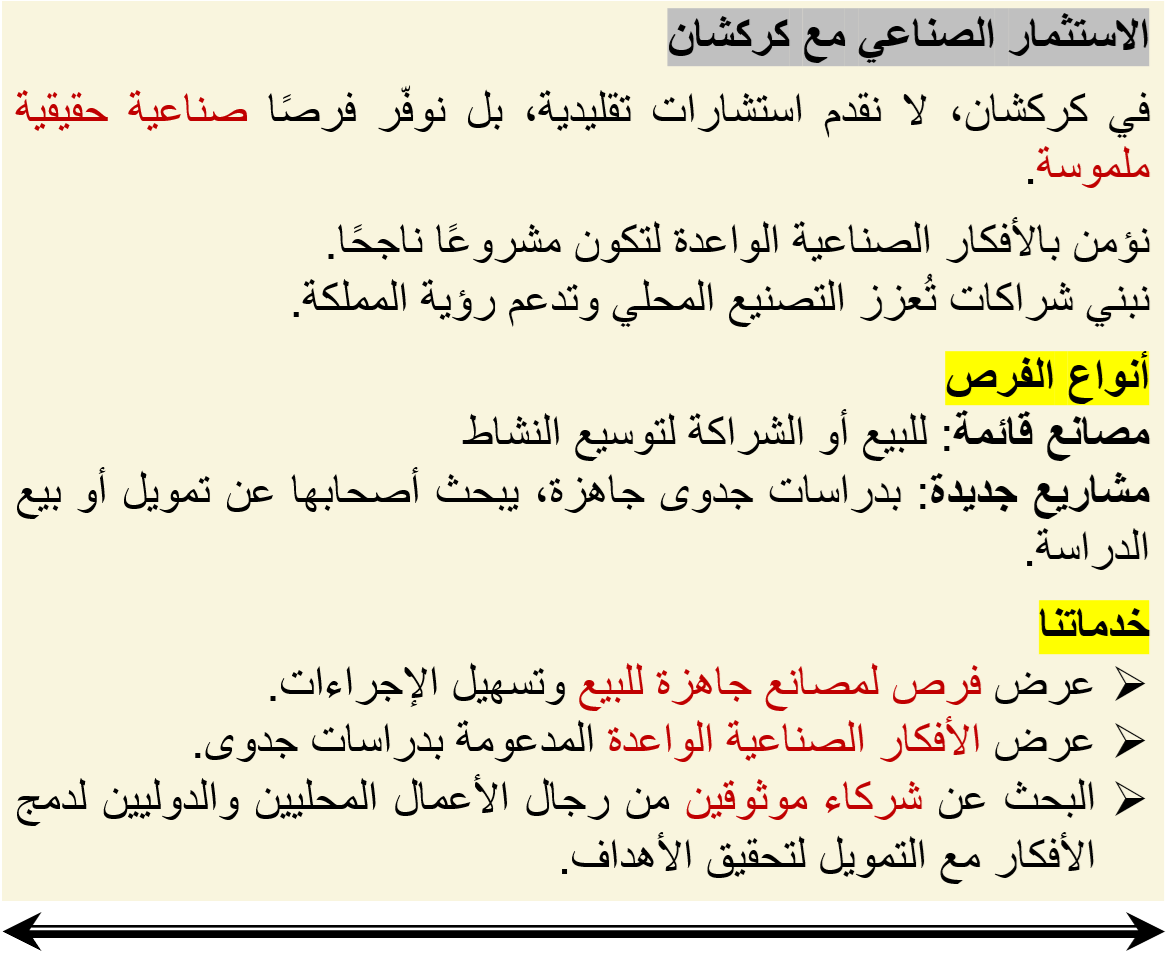 الاستثمار الصناعي مع كركشان
في كركشان، لا نقدم استشارات تقليدية، بل نوفّر فرصًا صناعية حقيقية
ملموسة.
نؤمن بالأفكار الصناعية الواعدة لتكون مشروعًا ناجحًا.
نبني شراكات تُعزز التصنيع المحلي وتدعم رؤية المملكة.
أنواع الفرص
مصانع قائمة: للبيع أو الشراكة لتوسيع النشاط
مشاريع جديدة: بدراسات جدوى جاهزة، يبحث أصحابها عن تمويل أو بيع
الدراسة.
خدماتنا
⮚ عرض فرص لمصانع جاهزة للبيع وتسهيل الإجراءات.
⮚ عرض الأفكار الصناعية الواعدة المدعومة بدراسات جدوى.
⮚ البحث عن شركاء موثوقين من رجال الأعمال المحليين والدوليين لدمج
الأفكار مع التمويل لتحقيق الأهداف.